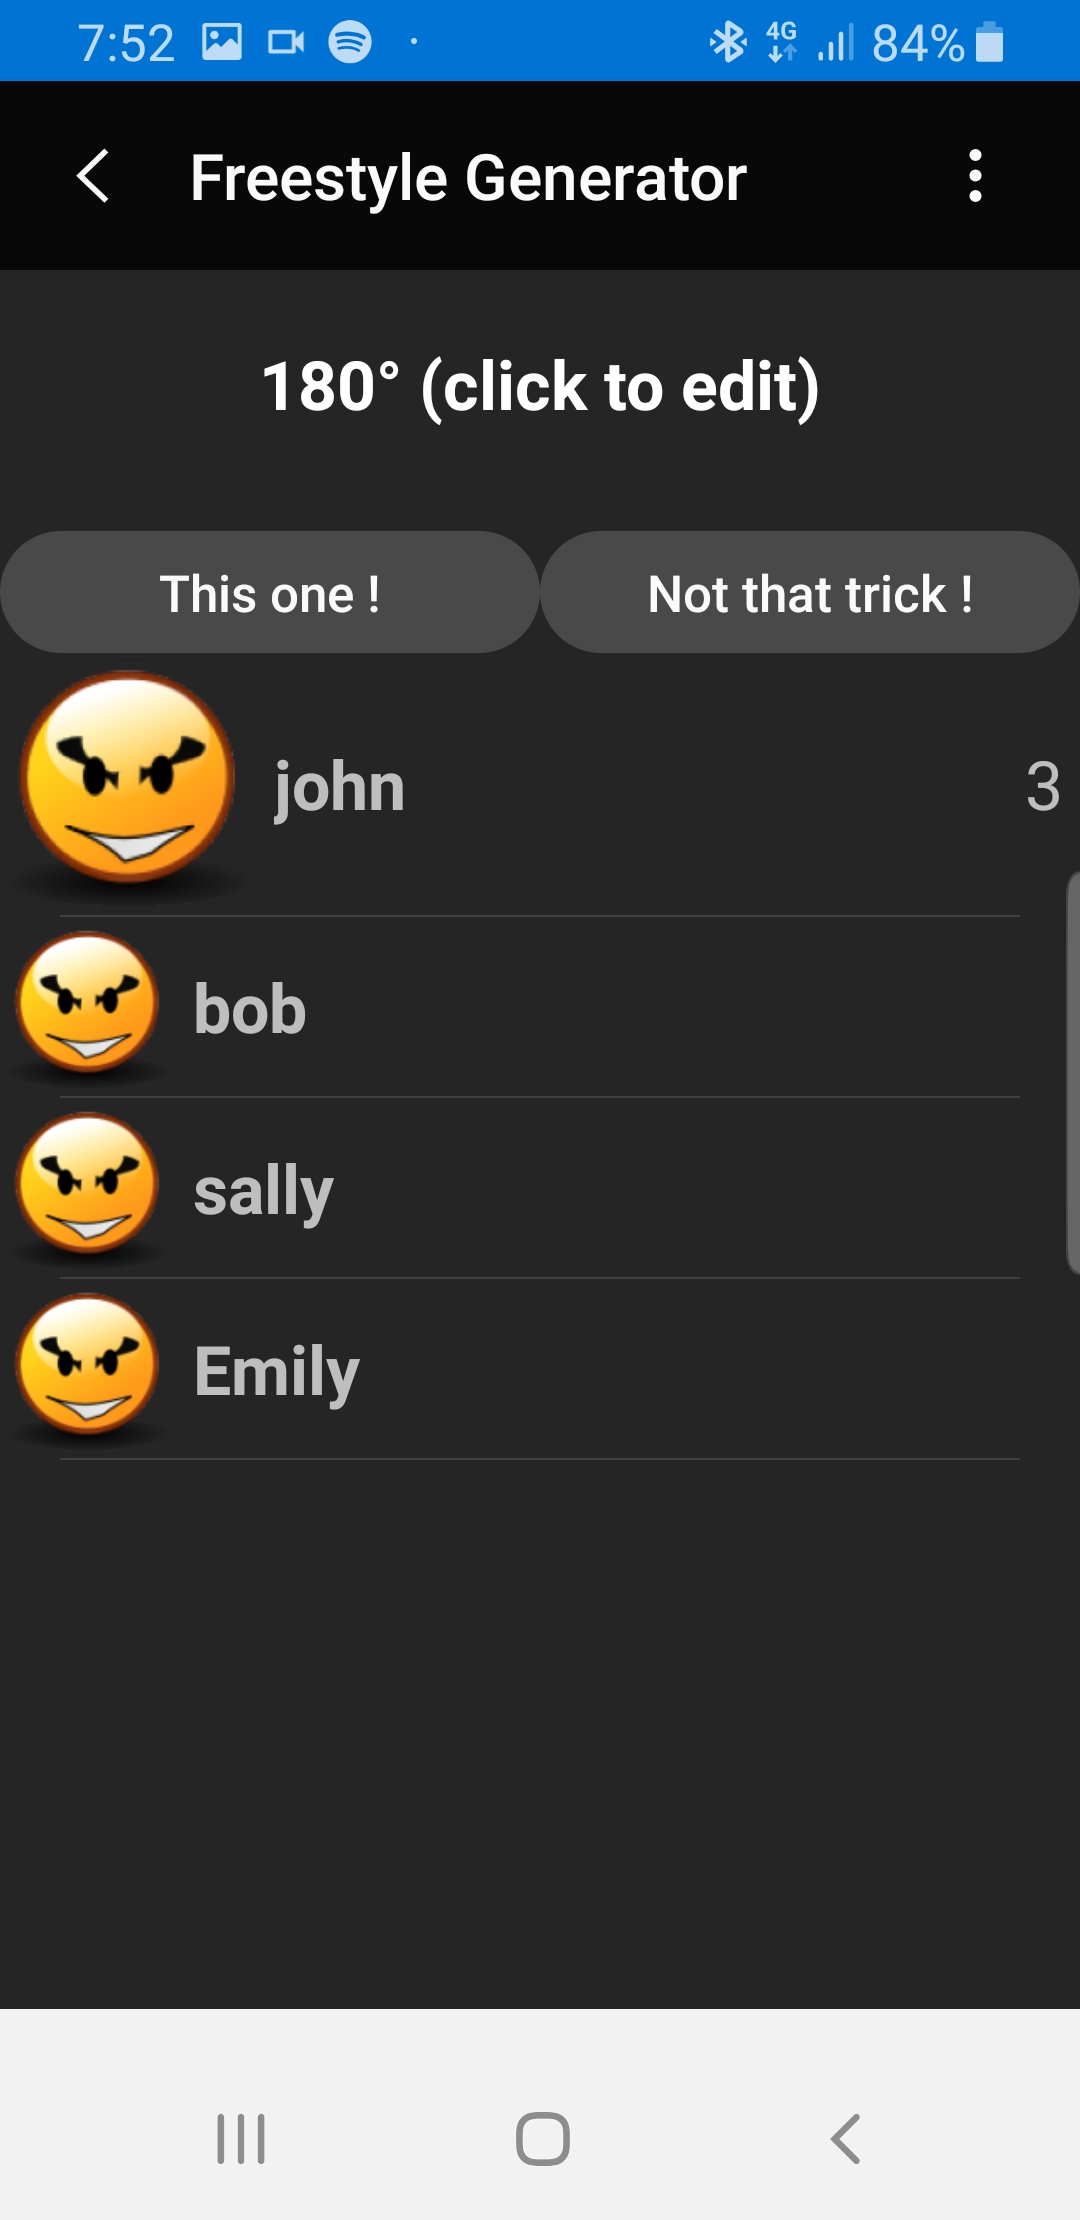 7:52 4G 84%
Freestyle Generator
180° (click to edit)
This one ! Not that trick !
john 3
bob
sally
Emily